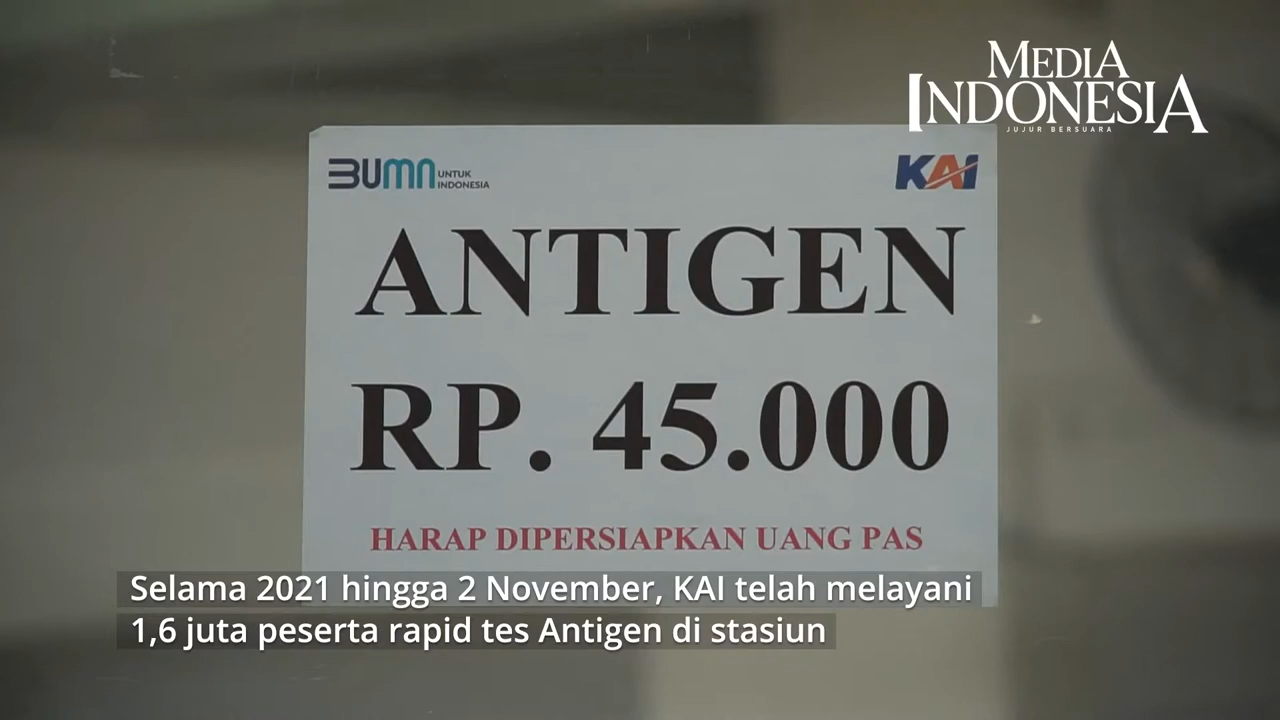 MEDIA
INDONESIA
JUJUR BERSUARA
BUMN UNTUK
INDONESIA
KAI
ANTIGEN
RP. 45.000
HARAP DIPERSIAPKAN UANG PAS
Selama 2021 hingga 2 November, KAI telah melayani
1,6 juta peserta rapid tes Antigen di stasiun